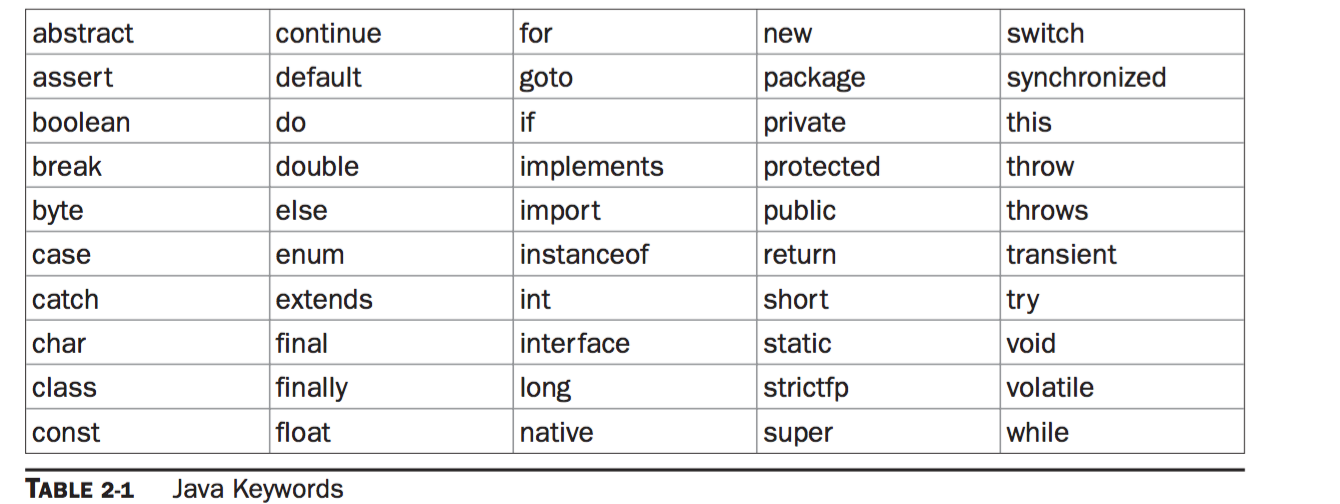 abstract continue for new switch
assert default goto package synchronized
boolean do if private this
break double implements protected throw
byte else import public throws
case enum instanceof return transient
catch extends int short try
char final interface static void
class finally long strictfp volatile
const float native super while
TABLE 2-1 Java Keywords